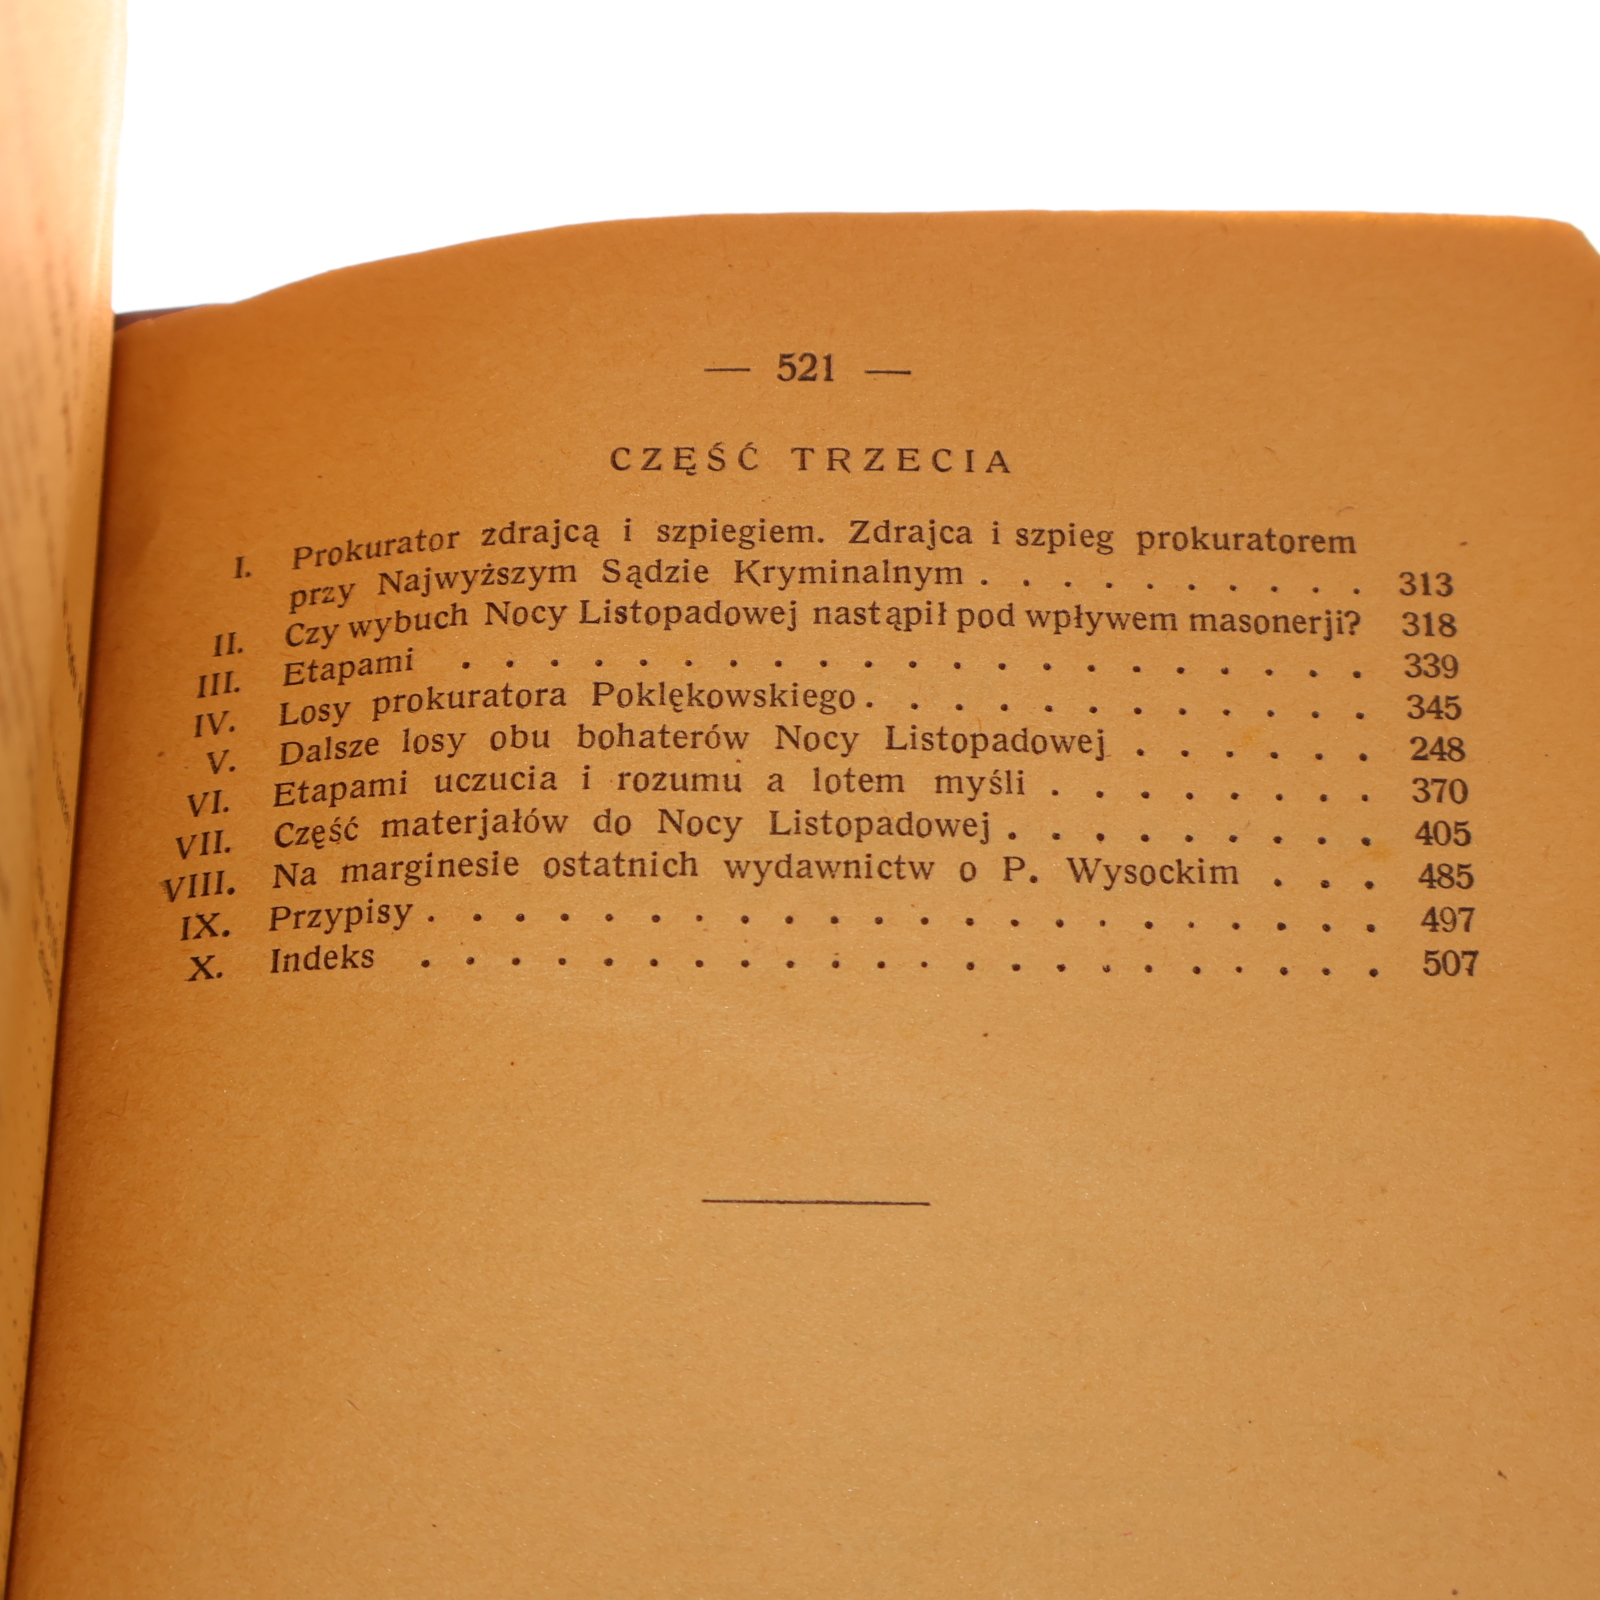 — 521 —
CZĘŚĆ TRZECIA
I. Prokurator zdrajcą i szpiegiem. Zdrajca i szpieg prokuratorem
przy Najwyższym Sądzie Kryminalnym . . . . . . . . . . 313
II. Czy wybuch Nocy Listopadowej nastąpił pod wpływem masonerji? 318
III. Etapami . . . . . . . . . . . . . . . . . . . . . 339
IV. Losy prokuratora Poklękowskiego . . . . . . . . . . . . 345
V. Dalsze losy obu bohaterów Nocy Listopadowej . . . . . . 248
VI. Etapami uczucia i rozumu a lotem myśli . . . . . . . . 370
VII. Część materjałów do Nocy Listopadowej . . . . . . . . . 405
VIII. Na marginesie ostatnich wydawnictw o P. Wysockim . . . 485
IX. Przypisy . . . . . . . . . . . . . . . . . . . . . . 497
X. Indeks . . . . . . . . . . . . . . . . . . . . . . 507